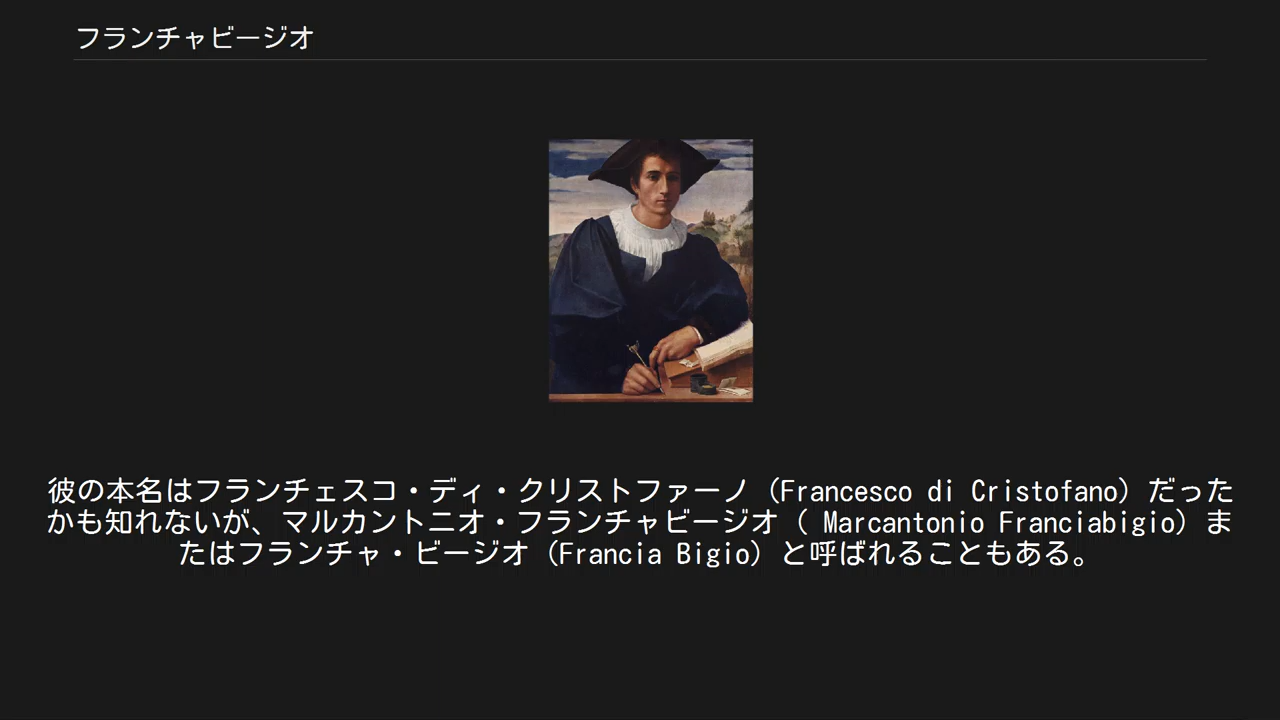 フランチャビージオ
彼の本名はフランチェスコ・ディ・クリストファーノ（Francesco di Cristofano）だった
かも知れないが、マルカントニオ・フランチャビージオ（ Marcantonio Franciabigio）ま
たはフランチャ・ビージオ（Francia Bigio）と呼ばれることもある。